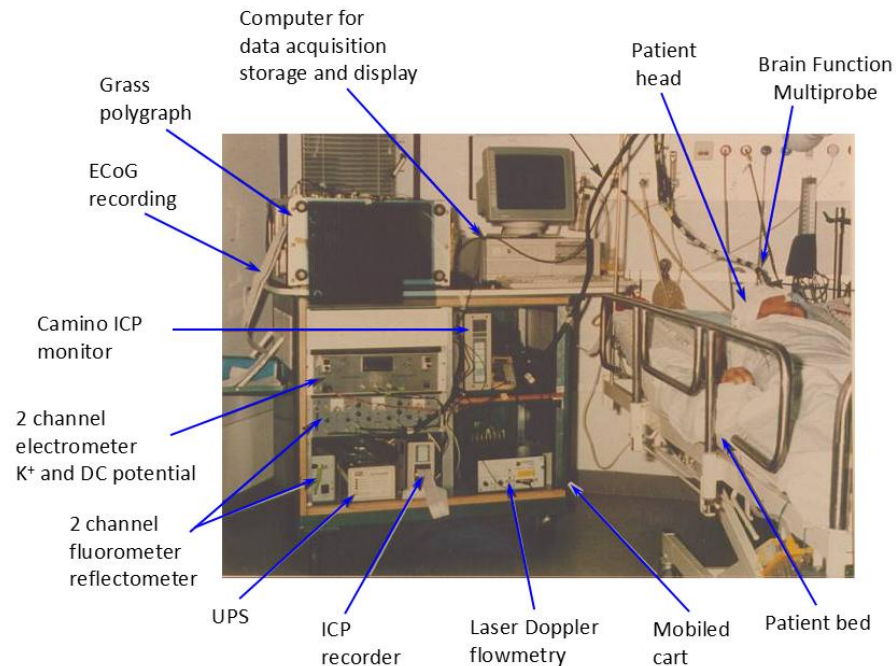 Computer for
data acquisition
storage and display
Patient
head
Brain Function
Multiprobe
Grass
polygraph
ECoG
recording
Camino ICP
monitor
2 channel
electrometer
K⁺ and DC potential
2 channel
fluorometer
reflectometer
UPS
ICP
recorder
Laser Doppler
flowmetry
Mobiled
cart
Patient bed